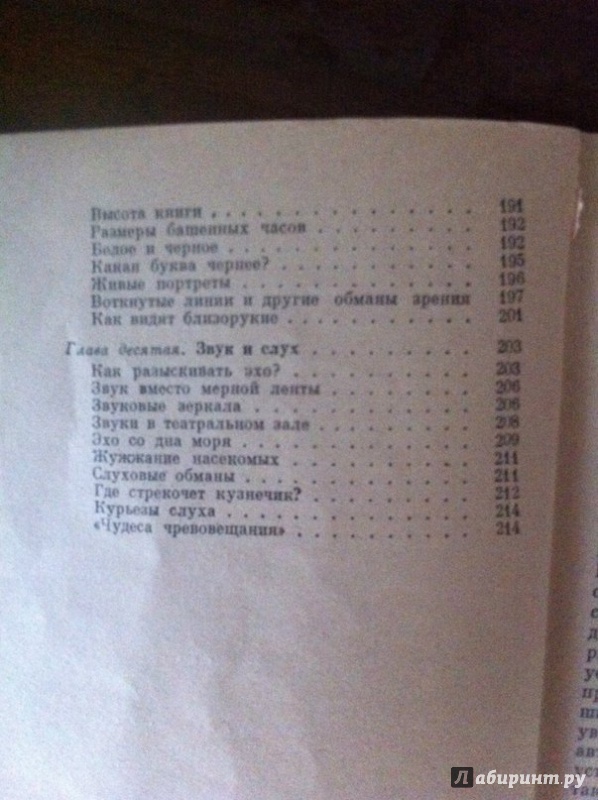 Высота книги . . . . . . . . . . . . . . . 191
Размеры башенных часов . . . . . . . . . 192
Белое и черное . . . . . . . . . . . . . . 192
Какая буква чернее? . . . . . . . . . . . 195
Живые портреты . . . . . . . . . . . . . 196
Воткнутые линии и другие обманы зрения 197
Как видят близорукие . . . . . . . . . . . 201
Глава десятая. Звук и слух . . . . . . . . . 203
Как разыскивать эхо? . . . . . . . . . . 203
Звук вместо мерной ленты . . . . . . . . 206
Звуковые зеркала . . . . . . . . . . . . 206
Звуки в театральном зале . . . . . . . . 208
Эхо со дна моря . . . . . . . . . . . . . 209
Жужжание насекомых . . . . . . . . . . 211
Слуховые обманы . . . . . . . . . . . . 211
Где стрекочет кузнечик? . . . . . . . . . 212
Курьезы слуха . . . . . . . . . . . . . . 214
«Чудеса чревовещания» . . . . . . . . . 214
Лабиринт.ру